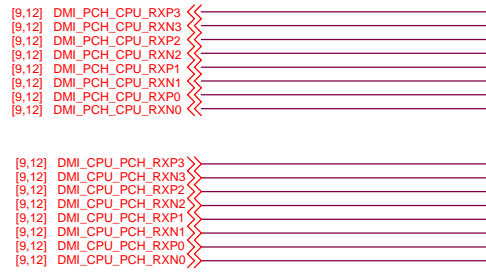 [9,12] DMI_PCH_CPU_RXP3
[9,12] DMI_PCH_CPU_RXN3
[9,12] DMI_PCH_CPU_RXP2
[9,12] DMI_PCH_CPU_RXN2
[9,12] DMI_PCH_CPU_RXP1
[9,12] DMI_PCH_CPU_RXN1
[9,12] DMI_PCH_CPU_RXP0
[9,12] DMI_PCH_CPU_RXN0
[9,12] DMI_CPU_PCH_RXP3
[9,12] DMI_CPU_PCH_RXN3
[9,12] DMI_CPU_PCH_RXP2
[9,12] DMI_CPU_PCH_RXN2
[9,12] DMI_CPU_PCH_RXP1
[9,12] DMI_CPU_PCH_RXN1
[9,12] DMI_CPU_PCH_RXP0
[9,12] DMI_CPU_PCH_RXN0